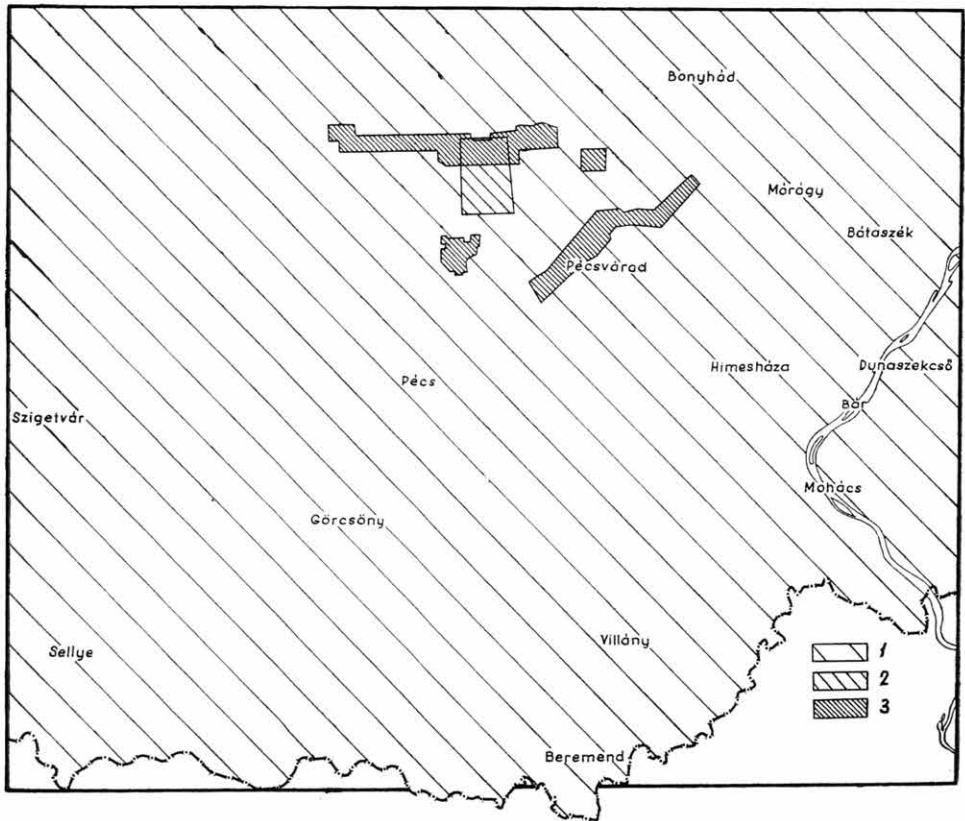 Bonyhád
Mórágy
Bátaszék
Pécsvárad
Himesháza
Dunaszekcső
Pécs
Bár
Szigetvár
Mohács
Görcsöny
Villány
Sellye
1
2
3
Beremend